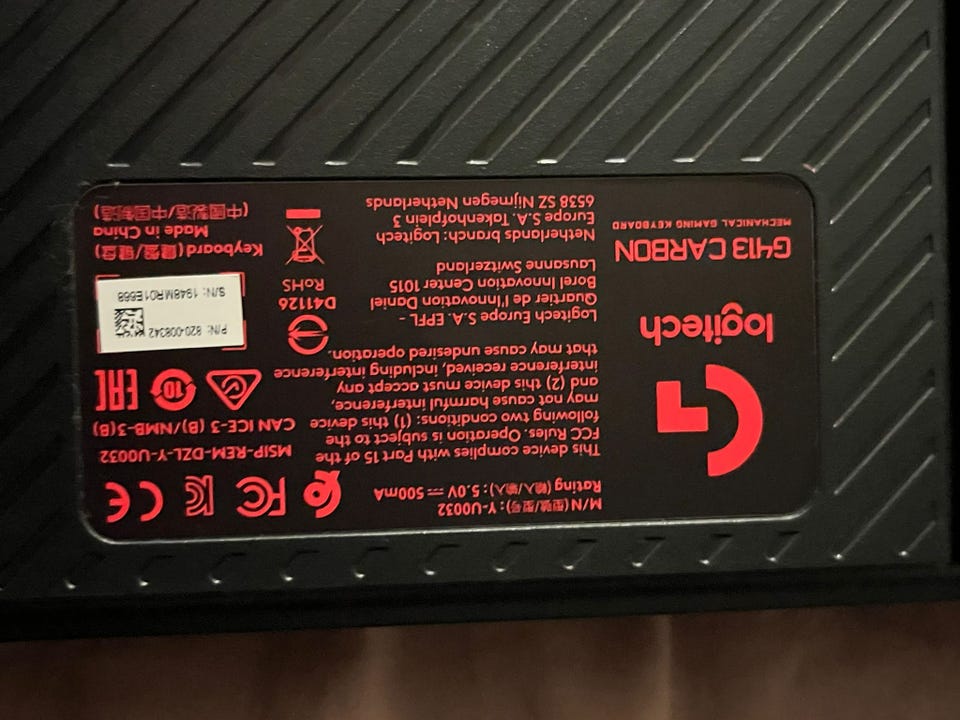 logitech
G413 CARBON
MECHANICAL GAMING KEYBOARD
M/N(型號/型号): Y-U0032
Rating(輸入/输入): 5.0V ⎓ 500mA
This device complies with Part 15 of the
FCC Rules. Operation is subject to the
following two conditions: (1) this device
may not cause harmful interference,
and (2) this device must accept any
interference received, including interference
that may cause undesired operation.
Logitech Europe S.A. EPFL -
Quartier de l'Innovation Daniel
Borel Innovation Center 1015
Lausanne Switzerland
Netherlands branch: Logitech
Europe S.A. Takenhofplein 3
6538 SZ Nijmegen Netherlands
FC
CE
MSIP-REM-DZL-Y-U0032
CAN ICE-3 (B)/NMB-3(B)
10
EAC
D41126
RoHS
P/N: 820-008342
S/N: 1948MR01E668
Keyboard(鍵盤/键盘)
Made in China
(中國製造/中国制造)